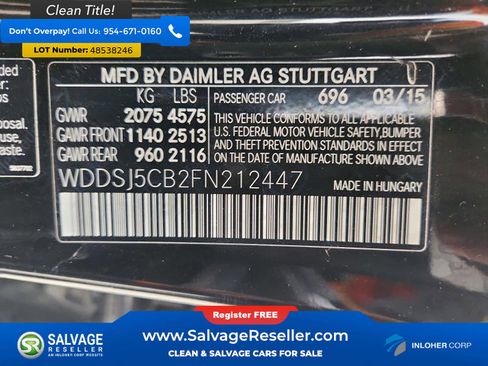 Clean Title!
Don't Overpay! Call Us: 954-671-0160
LOT Number: 48538246
MFD BY DAIMLER AG STUTTGART
KG LBS
GVWR 2075 4575
GAWR FRONT 1140 2513
GAWR REAR 960 2116
PASSENGER CAR 696 03/15
THIS VEHICLE CONFORMS TO ALL APPLICABLE
U.S. FEDERAL MOTOR VEHICLE SAFETY,BUMPER
AND THEFT PREVENTION STANDARDS IN EFFECT
ON THE DATE OF MANUFACTURE SHOWN ABOVE.
WDDSJ5CB2FN212447
MADE IN HUNGARY
Register FREE!
SALVAGE
RESELLER
AN INLOHER CORP WEBSITE
www.SalvageReseller.com
CLEAN & SALVAGE CARS FOR SALE
INLOHER CORP